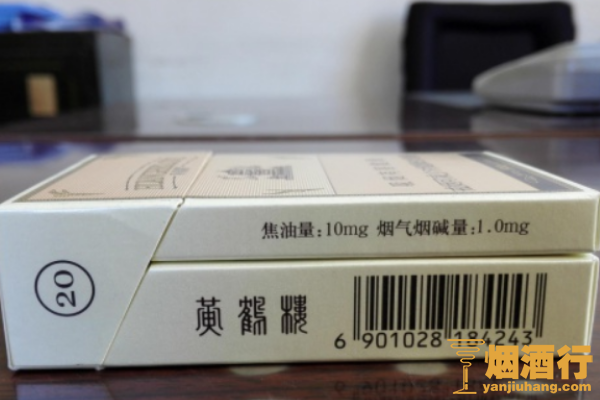 焦油量:10mg 烟气烟碱量:1.0mg
20
黄鹤楼
6 901028 184243
烟酒行
yanjiuhang.com